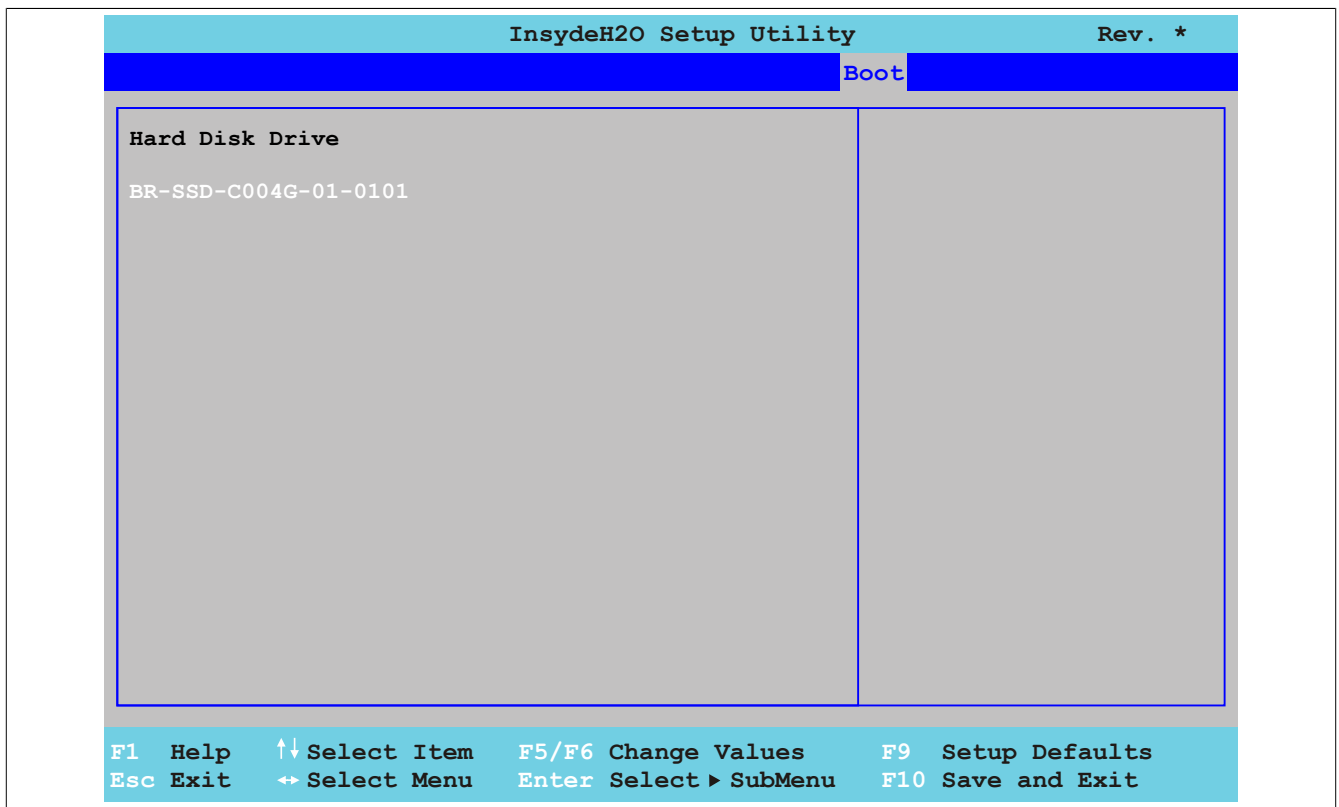 InsydeH2O Setup Utility Rev. *
Boot
Hard Disk Drive
BR-SSD-C004G-01-0101
F1 Help ↑↓ Select Item F5/F6 Change Values F9 Setup Defaults
Esc Exit ↔ Select Menu Enter Select ▶ SubMenu F10 Save and Exit